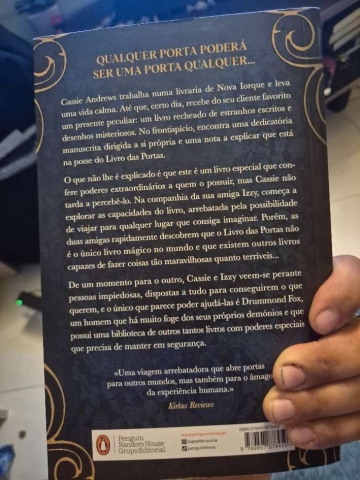 QUALQUER PORTA PODERÁ
SER UMA PORTA QUALQUER...
Cassie Andrews trabalha numa livraria de Nova Iorque e leva
uma vida calma. Até que, certo dia, recebe do seu cliente favorito
um presente peculiar: um livro recheado de estranhos escritos e
desenhos misteriosos. No frontispício, encontra uma dedicatória
manuscrita dirigida a si própria e uma nota a explicar que está
na posse do Livro das Portas.
O que não lhe é explicado é que este é um livro especial que con-
fere poderes extraordinários a quem o possuir, mas Cassie não
tarda a percebê-lo. Na companhia da sua amiga Izzy, começa a
explorar as capacidades do livro, arrebatada pela possibilidade
de viajar para qualquer lugar que consiga imaginar. Porém, as
duas amigas rapidamente descobrem que o Livro das Portas não
é o único livro mágico no mundo e que existem outros livros
capazes de fazer coisas tão maravilhosas quanto terríveis...
De um momento para o outro, Cassie e Izzy veem-se perante
pessoas impiedosas, dispostas a tudo para conseguirem o que
querem, e o único que parece poder ajudá-las é Drummond Fox,
um homem que há muito foge dos seus próprios demónios e que
possui uma biblioteca de outros tantos livros com poderes especiais
que precisa de manter em segurança.
«Uma viagem arrebatadora que abre portas
para outros mundos, mas também para o âmago
da experiência humana.»
Kirkus Reviews
Penguin
Random House
Grupo Editorial
www.penguinlivros.pt
penguinlivros